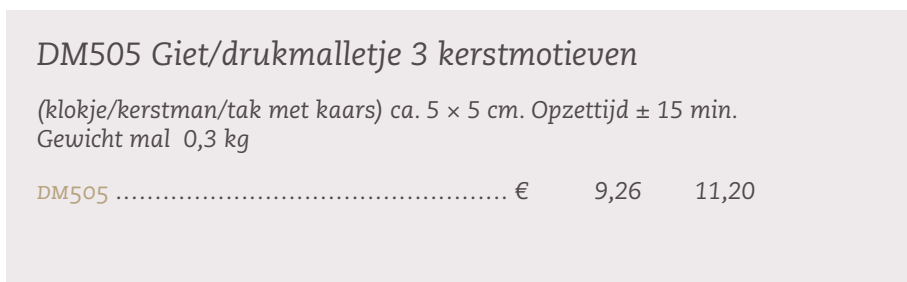 DM505 Giet/drukmalletje 3 kerstmotieven
(klokje/kerstman/tak met kaars) ca. 5 × 5 cm. Opzettijd ± 15 min.
Gewicht mal 0,3 kg
DM505 ................................................ € 9,26 11,20